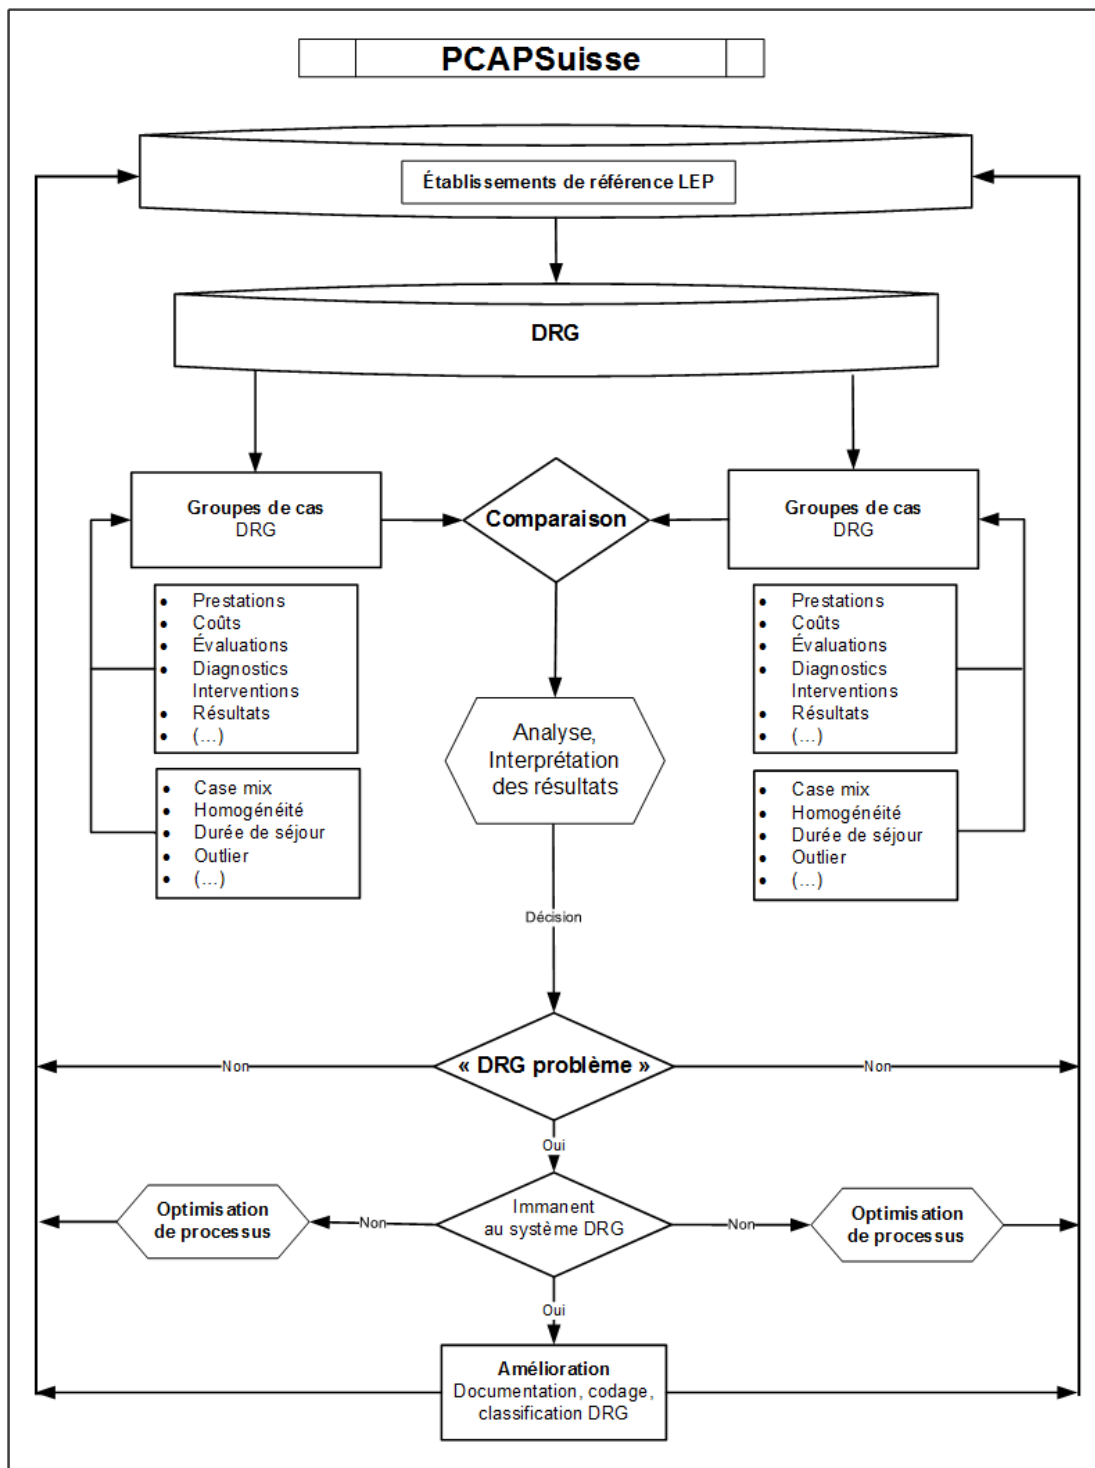 PCAPSuisse
Établissements de référence LEP
DRG
Groupes de cas
DRG
Comparaison
Groupes de cas
DRG
• Prestations
• Coûts
• Évaluations
• Diagnostics
Interventions
• Résultats
• (...)
• Prestations
• Coûts
• Évaluations
• Diagnostics
Interventions
• Résultats
• (...)
Analyse,
Interprétation
des résultats
• Case mix
• Homogénéité
• Durée de séjour
• Outlier
• (...)
• Case mix
• Homogénéité
• Durée de séjour
• Outlier
• (...)
Décision
Non
« DRG problème »
Non
Oui
Optimisation
de processus
Non
Immanent
au système DRG
Non
Optimisation
de processus
Oui
Amélioration
Documentation, codage,
classification DRG